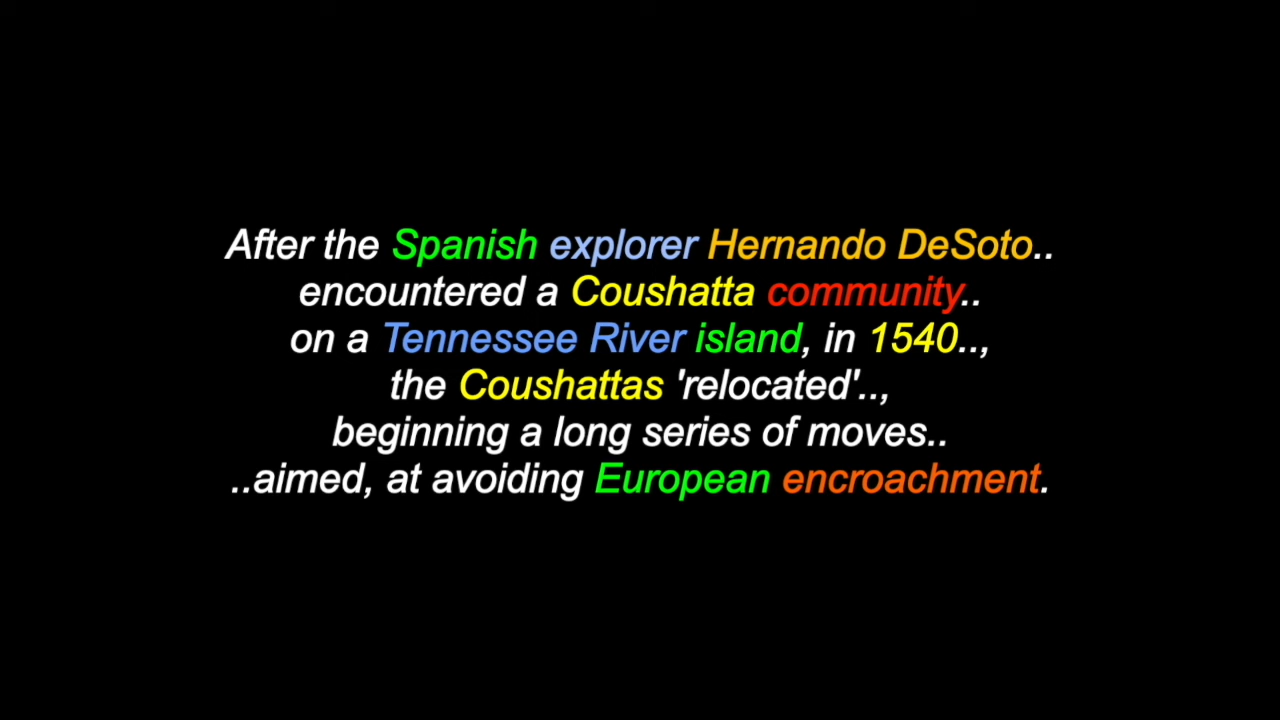 After the Spanish explorer Hernando DeSoto..
encountered a Coushatta community..
on a Tennessee River island, in 1540..,
the Coushattas 'relocated'..,
beginning a long series of moves..
..aimed, at avoiding European encroachment.